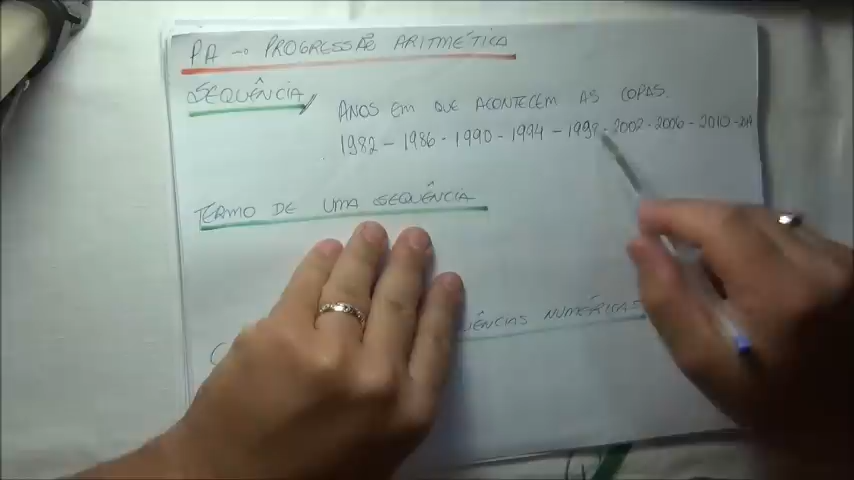 PA → PROGRESSÃO ARITMÉTICA
SEQUÊNCIA
ANOS EM QUE ACONTECEM AS COPAS.
1982 - 1986 - 1990 - 1994 - 1998 - 2002 - 2006 - 2010 - 2014
TERMO DE UMA SEQUÊNCIA
NUMÉRICAS